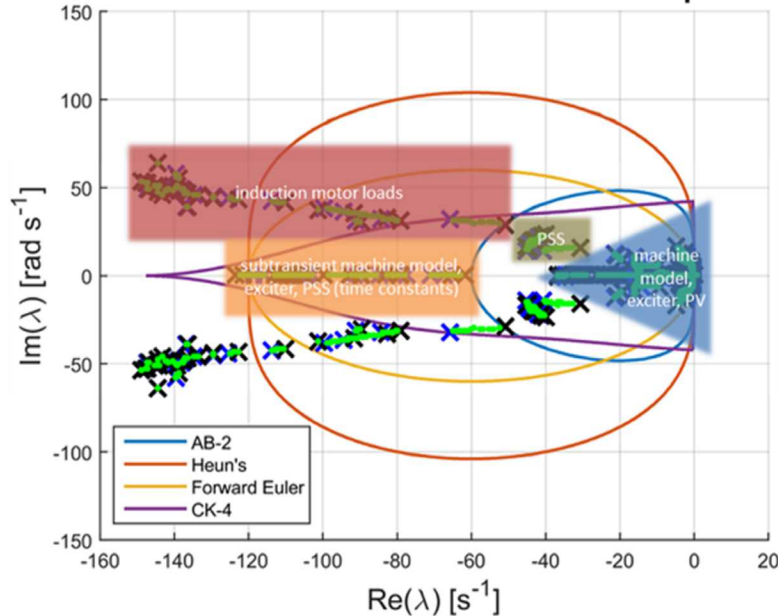 150
100
50
0
-50
-100
-150
Im(λ) [rad s⁻¹]
induction motor loads
PSS
subtransient machine model,
exciter, PSS (time constants)
machine
model,
exciter, PV
AB-2
Heun's
Forward Euler
CK-4
-160 -140 -120 -100 -80 -60 -40 -20 0 20
Re(λ) [s⁻¹]